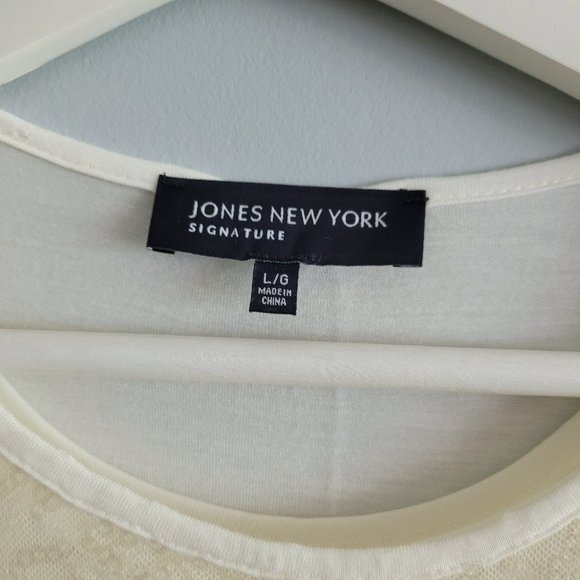 JONES NEW YORK
SIGNATURE
L/G
MADE IN
CHINA